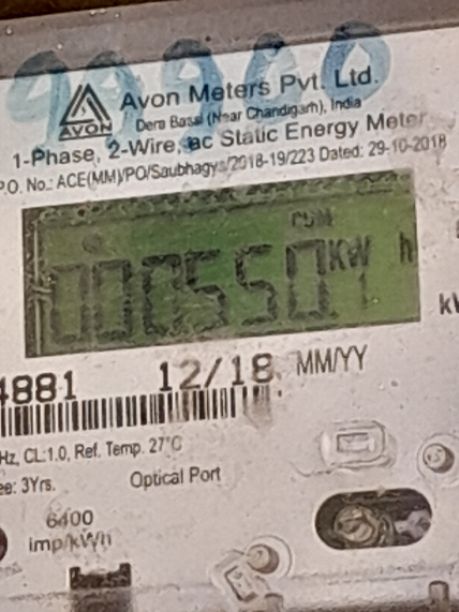 Avon Meters Pvt. Ltd.
AVON
Dera Bassi (Near Chandigarh), India
1-Phase, 2-Wire, ac Static Energy Meter
P.O. No.: ACE(MM)/PO/Saubhagya/2018-19/223 Dated: 29-10-2018
CUM
kW h
4881 12/18 MM/YY
Hz, CL:1.0, Ref. Temp. 27°C
ee: 3Yrs. Optical Port
6400
imp/kWh